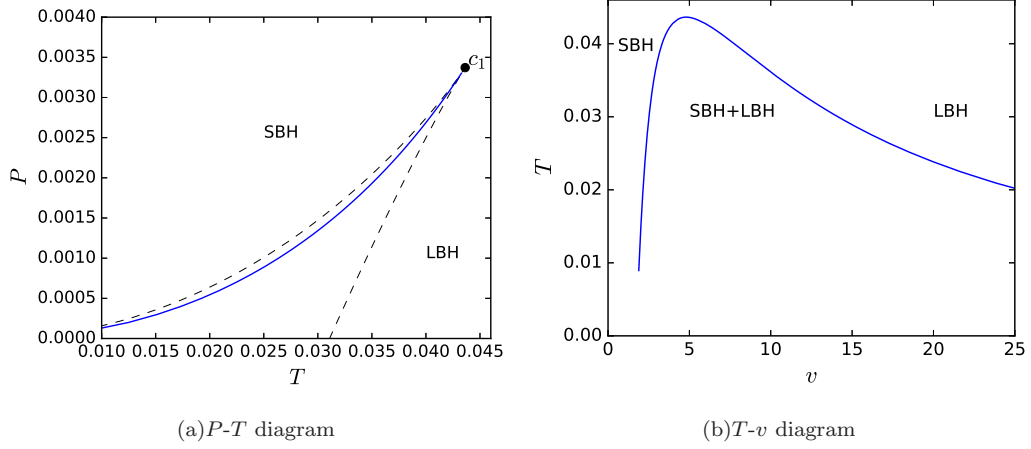 0.0040
0.0035
0.0030
0.0025
0.0020
0.0015
0.0010
0.0005
0.0000
P
0.010 0.015 0.020 0.025 0.030 0.035 0.040 0.045
T
c1
SBH
LBH
(a)P-T diagram
0.04
0.03
0.02
0.01
0.00
T
0 5 10 15 20 25
v
SBH
SBH+LBH
LBH
(b)T-v diagram